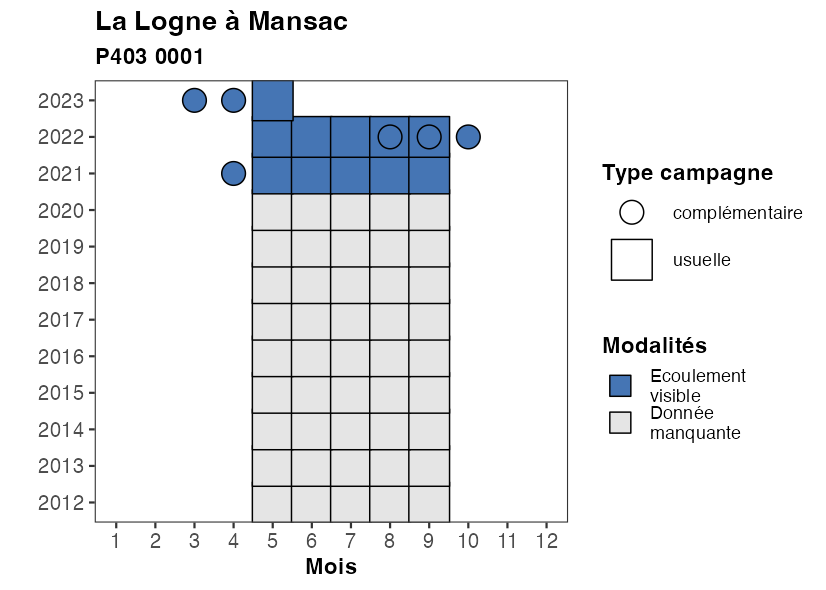 La Logne à Mansac
P403 0001
2023
2022
2021
2020
2019
2018
2017
2016
2015
2014
2013
2012
1 2 3 4 5 6 7 8 9 10 11 12
Mois
Type campagne
complémentaire
usuelle
Modalités
Ecoulement
visible
Donnée
manquante